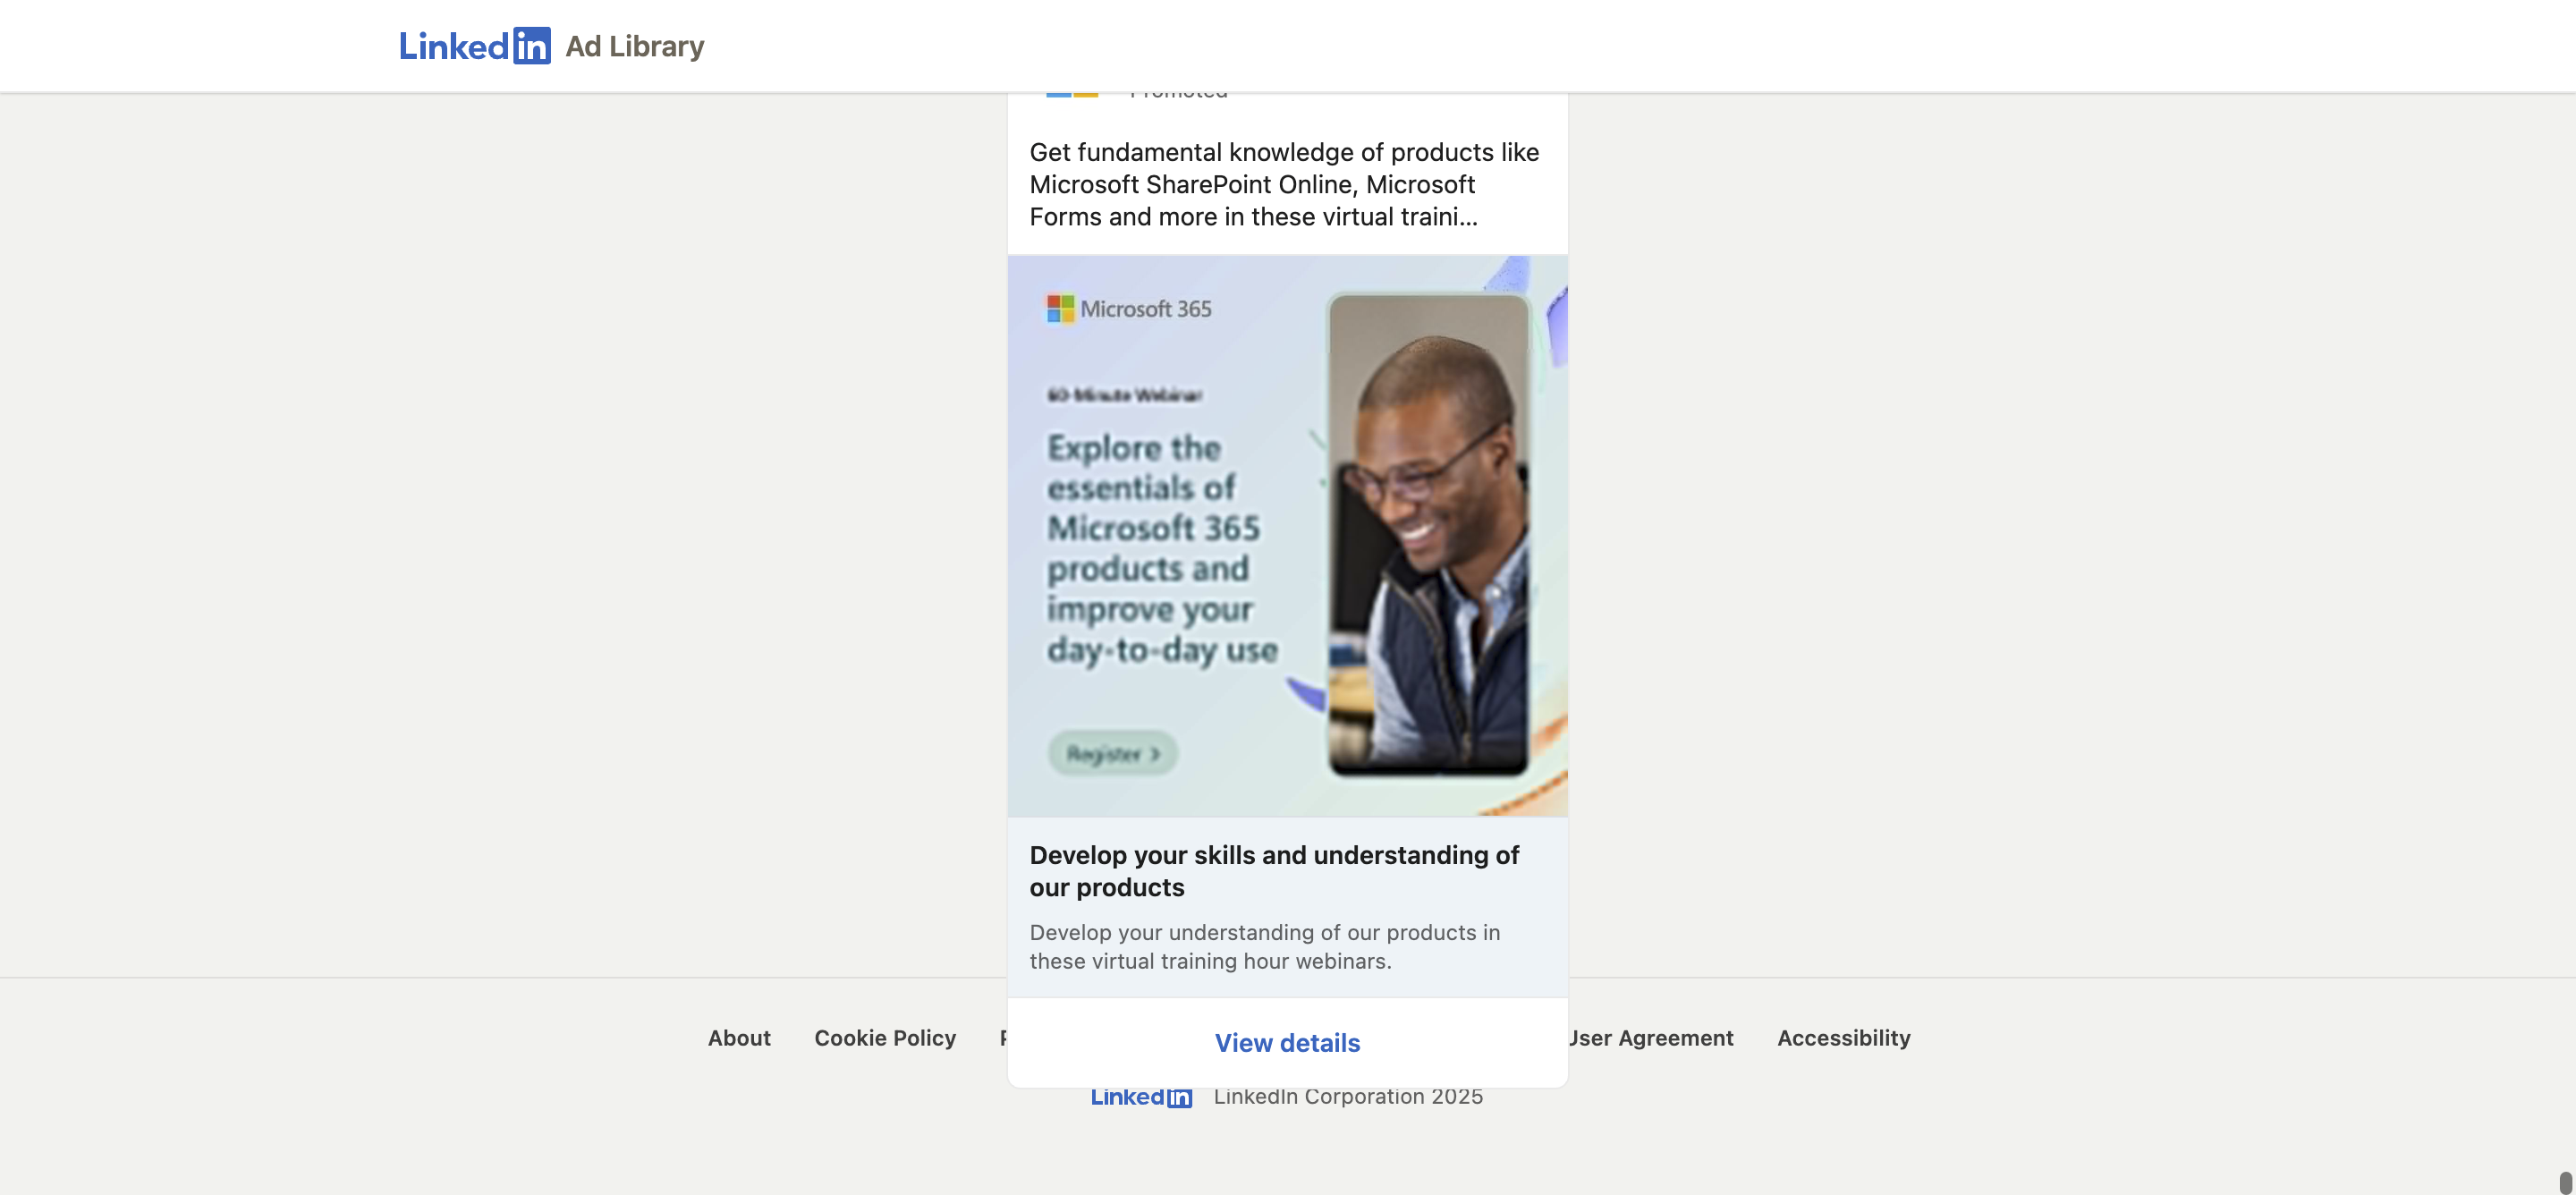 LinkedIn Ad Library
Promoted
Get fundamental knowledge of products like
Microsoft SharePoint Online, Microsoft
Forms and more in these virtual traini...
Microsoft 365
60-Minute Webinar
Explore the
essentials of
Microsoft 365
products and
improve your
day-to-day use
Register >
Develop your skills and understanding of
our products
Develop your understanding of our products in
these virtual training hour webinars.
View details
About Cookie Policy User Agreement Accessibility
LinkedIn LinkedIn Corporation 2025